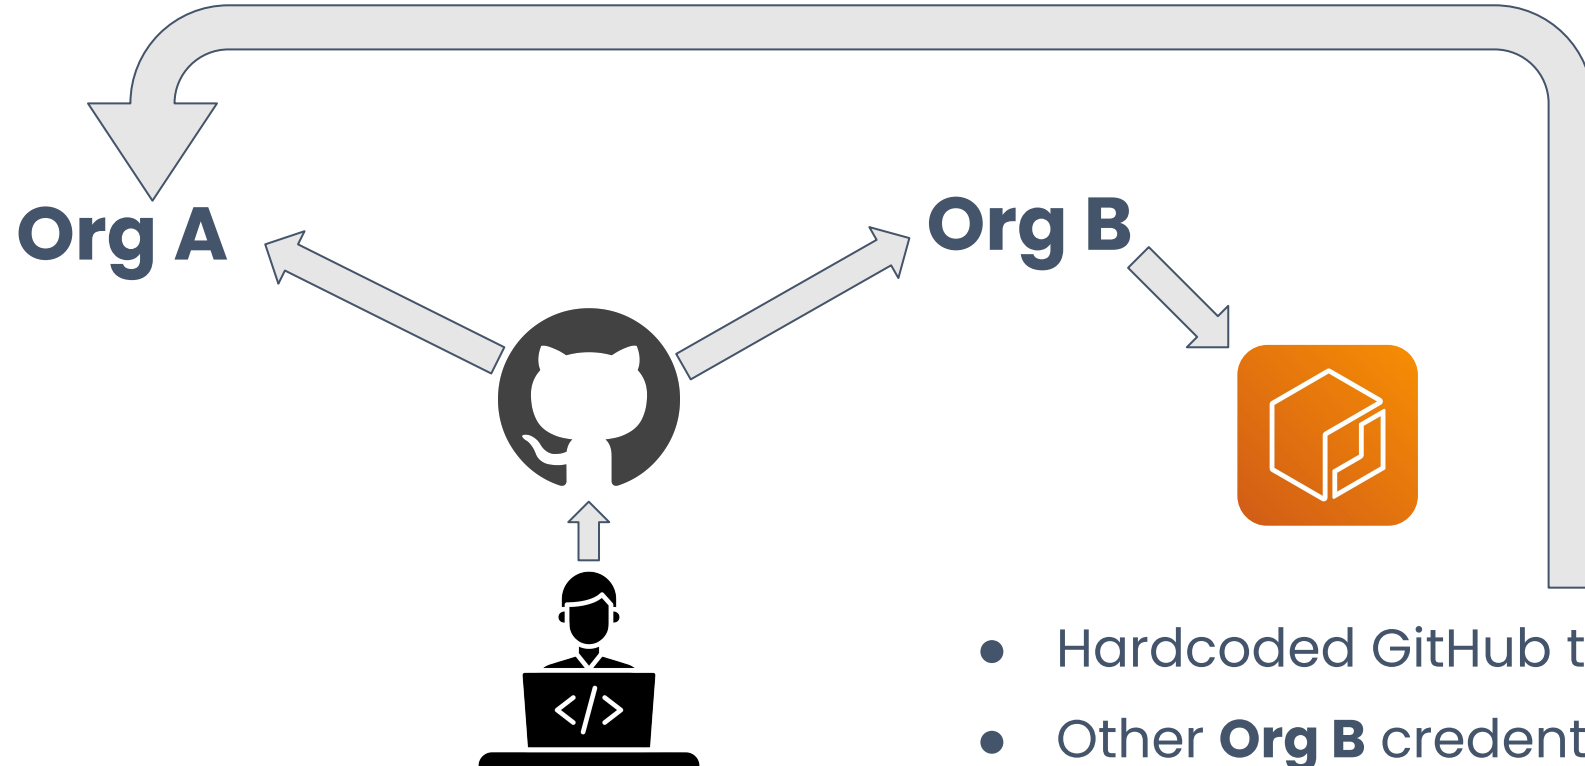 Org A
Org B
</>
● Hardcoded GitHub t
● Other Org B credent